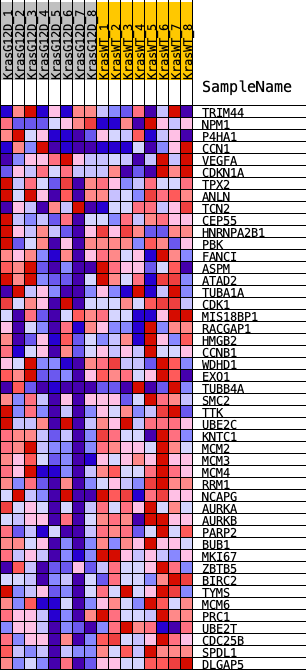 KrasG12D_1
KrasG12D_2
KrasG12D_3
KrasG12D_4
KrasG12D_5
KrasG12D_6
KrasG12D_7
KrasG12D_8
KrasWT_1
KrasWT_2
KrasWT_3
KrasWT_4
KrasWT_5
KrasWT_6
KrasWT_7
KrasWT_8
SampleName
TRIM44
NPM1
P4HA1
CCN1
VEGFA
CDKN1A
TPX2
ANLN
TCN2
CEP55
HNRNPA2B1
PBK
FANCI
ASPM
ATAD2
TUBA1A
CDK1
MIS18BP1
RACGAP1
HMGB2
CCNB1
WDHD1
EXO1
TUBB4A
SMC2
TTK
UBE2C
KNTC1
MCM2
MCM3
MCM4
RRM1
NCAPG
AURKA
AURKB
PARP2
BUB1
MKI67
ZBTB5
BIRC2
TYMS
MCM6
PRC1
UBE2T
CDC25B
SPDL1
DLGAP5